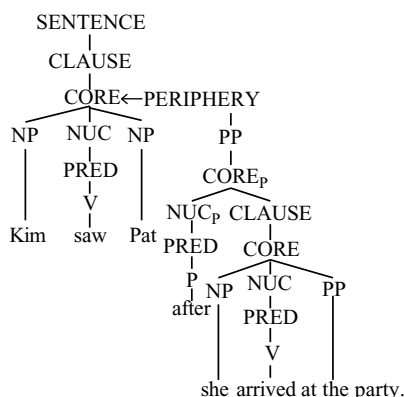 SENTENCE
CLAUSE
CORE←PERIPHERY
NP NUC NP PP
PRED CORE_P
V NUC_P CLAUSE
Kim saw Pat PRED CORE
P NP NUC PP
after PRED
V
she arrived at the party.